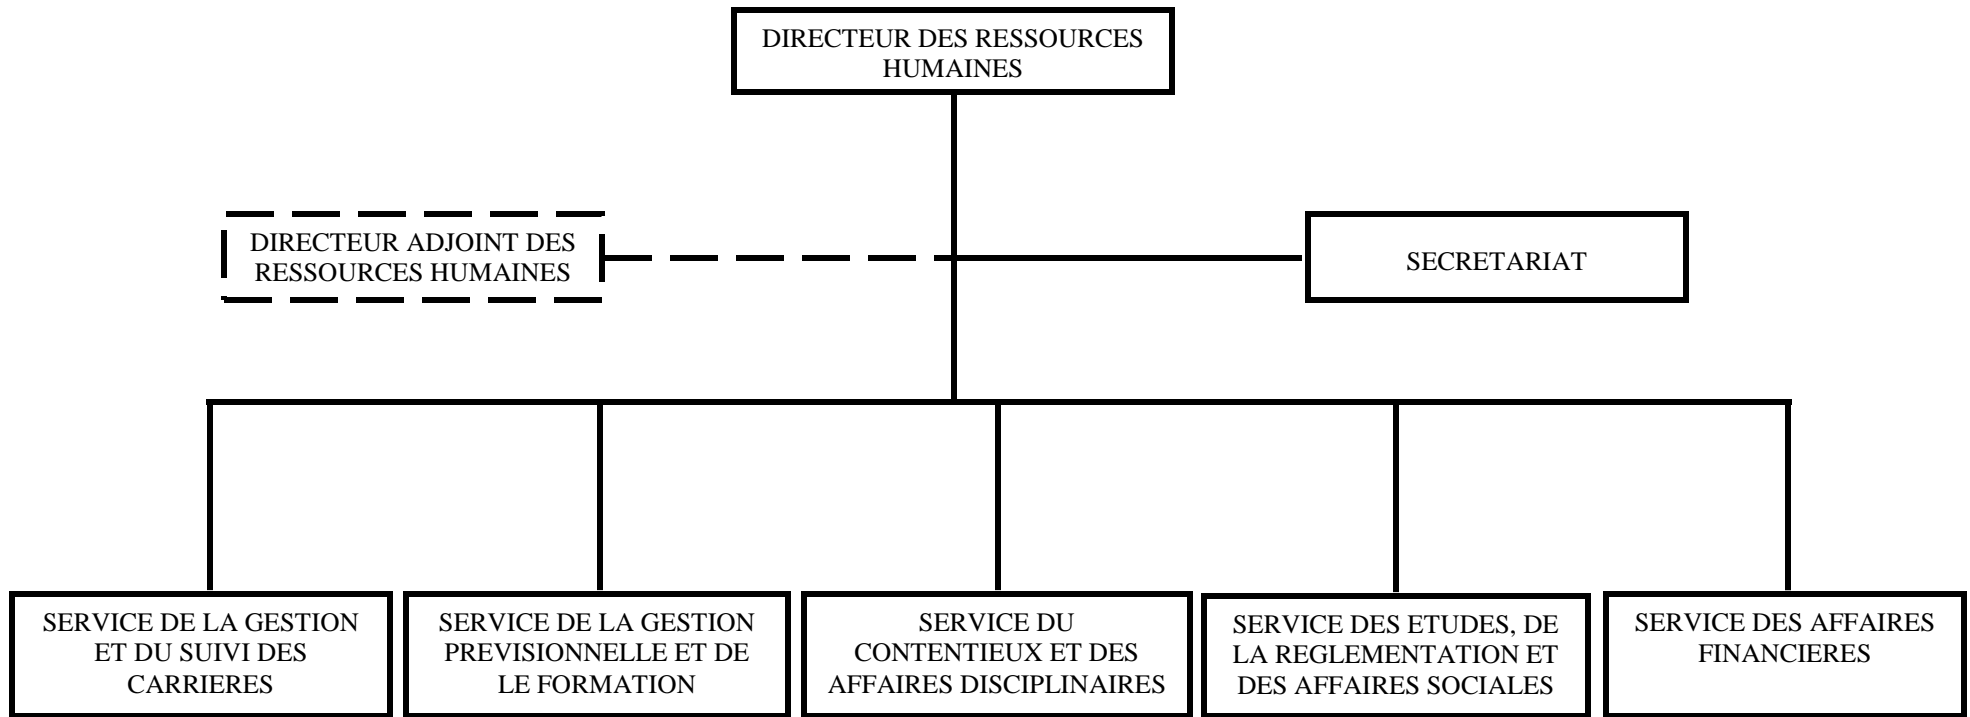 DIRECTEUR DES RESSOURCES
HUMAINES
DIRECTEUR ADJOINT DES
RESSOURCES HUMAINES
SECRETARIAT
SERVICE DE LA GESTION
ET DU SUIVI DES
CARRIERES
SERVICE DE LA GESTION
PREVISIONNELLE ET DE
LE FORMATION
SERVICE DU
CONTENTIEUX ET DES
AFFAIRES DISCIPLINAIRES
SERVICE DES ETUDES, DE
LA REGLEMENTATION ET
DES AFFAIRES SOCIALES
SERVICE DES AFFAIRES
FINANCIERES